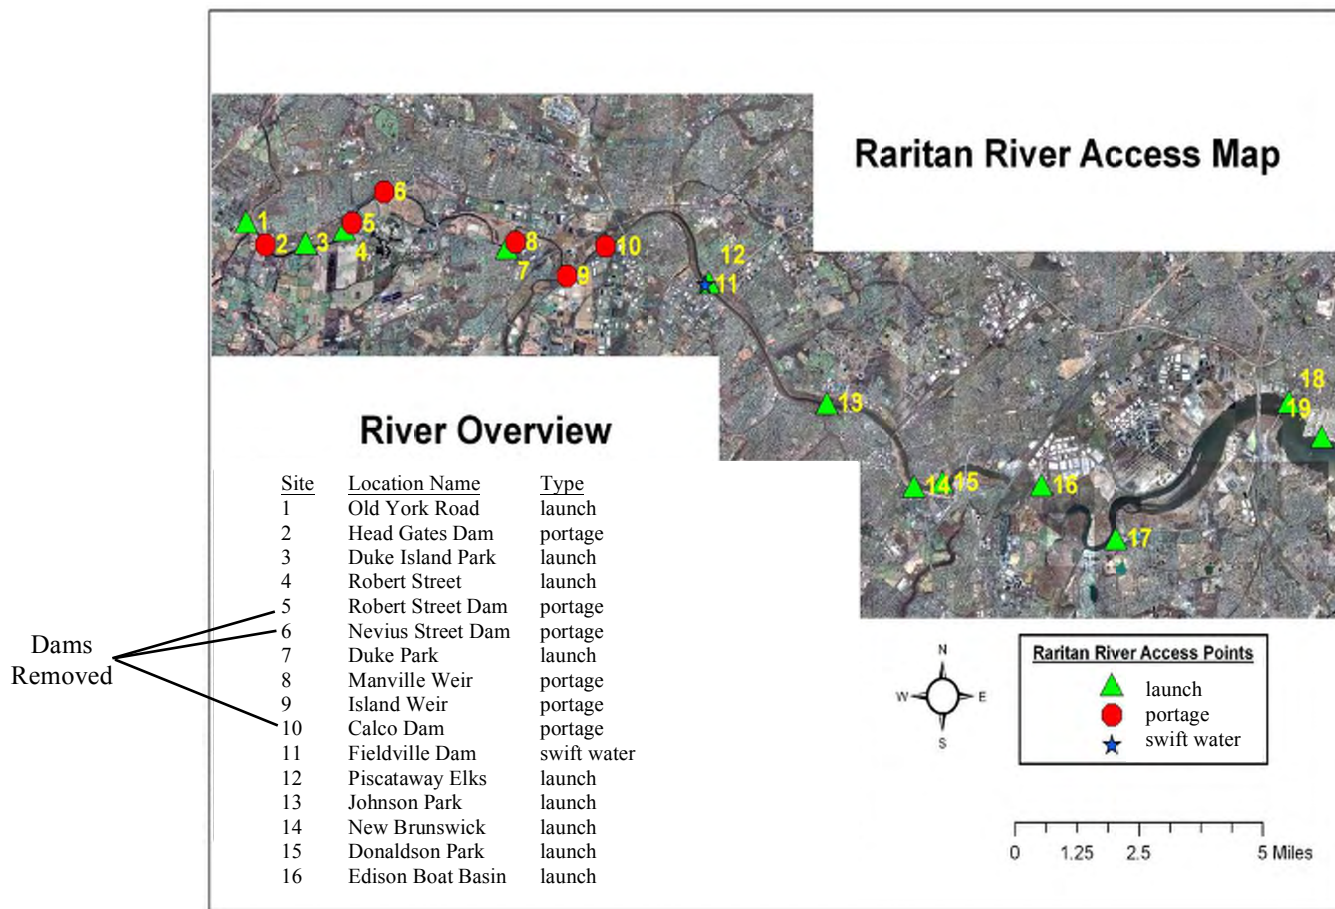 Raritan River Access Map
1
2
3
4
5
6
7
8
9
10
12
11
13
14
15
16
17
18
19
River Overview
Site Location Name Type
1 Old York Road launch
2 Head Gates Dam portage
3 Duke Island Park launch
4 Robert Street launch
5 Robert Street Dam portage
6 Nevius Street Dam portage
7 Duke Park launch
8 Manville Weir portage
9 Island Weir portage
10 Calco Dam portage
11 Fieldville Dam swift water
12 Piscataway Elks launch
13 Johnson Park launch
14 New Brunswick launch
15 Donaldson Park launch
16 Edison Boat Basin launch
Dams
Removed
N
W E
S
Raritan River Access Points
launch
portage
swift water
0 1.25 2.5 5 Miles